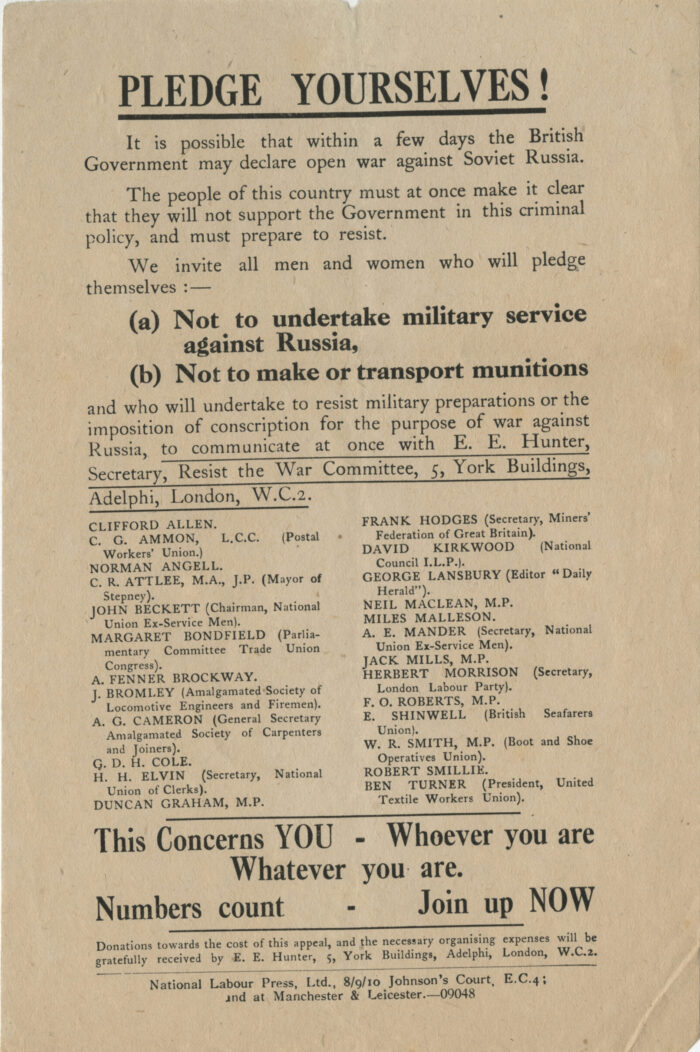 PLEDGE YOURSELVES!
It is possible that within a few days the British
Government may declare open war against Soviet Russia.
The people of this country must at once make it clear
that they will not support the Government in this criminal
policy, and must prepare to resist.
We invite all men and women who will pledge
themselves :—
(a) Not to undertake military service
against Russia,
(b) Not to make or transport munitions
and who will undertake to resist military preparations or the
imposition of conscription for the purpose of war against
Russia, to communicate at once with E. E. Hunter,
Secretary, Resist the War Committee, 5, York Buildings,
Adelphi, London, W.C.2.
CLIFFORD ALLEN.
C. G. AMMON, L.C.C. (Postal
Workers' Union.)
NORMAN ANGELL.
C. R. ATTLEE, M.A., J.P. (Mayor of
Stepney).
JOHN BECKETT (Chairman, National
Union Ex-Service Men).
MARGARET BONDFIELD (Parlia-
mentary Committee Trade Union
Congress).
A. FENNER BROCKWAY.
J. BROMLEY (Amalgamated Society of
Locomotive Engineers and Firemen).
A. G. CAMERON (General Secretary
Amalgamated Society of Carpenters
and Joiners).
G. D. H. COLE.
H. H. ELVIN (Secretary, National
Union of Clerks).
DUNCAN GRAHAM, M.P.
FRANK HODGES (Secretary, Miners'
Federation of Great Britain).
DAVID KIRKWOOD (National
Council I.L.P.).
GEORGE LANSBURY (Editor "Daily
Herald").
NEIL MACLEAN, M.P.
MILES MALLESON.
A. E. MANDER (Secretary, National
Union Ex-Service Men).
JACK MILLS, M.P.
HERBERT MORRISON (Secretary,
London Labour Party).
F. O. ROBERTS, M.P.
E. SHINWELL (British Seafarers
Union).
W. R. SMITH, M.P. (Boot and Shoe
Operatives Union).
ROBERT SMILLIE.
BEN TURNER (President, United
Textile Workers Union).
This Concerns YOU - Whoever you are
Whatever you are.
Numbers count - Join up NOW
Donations towards the cost of this appeal, and the necessary organising expenses will be
gratefully received by E. E. Hunter, 5, York Buildings, Adelphi, London, W.C.2.
National Labour Press, Ltd., 8/9/10 Johnson's Court, E.C.4;
and at Manchester & Leicester.—09048